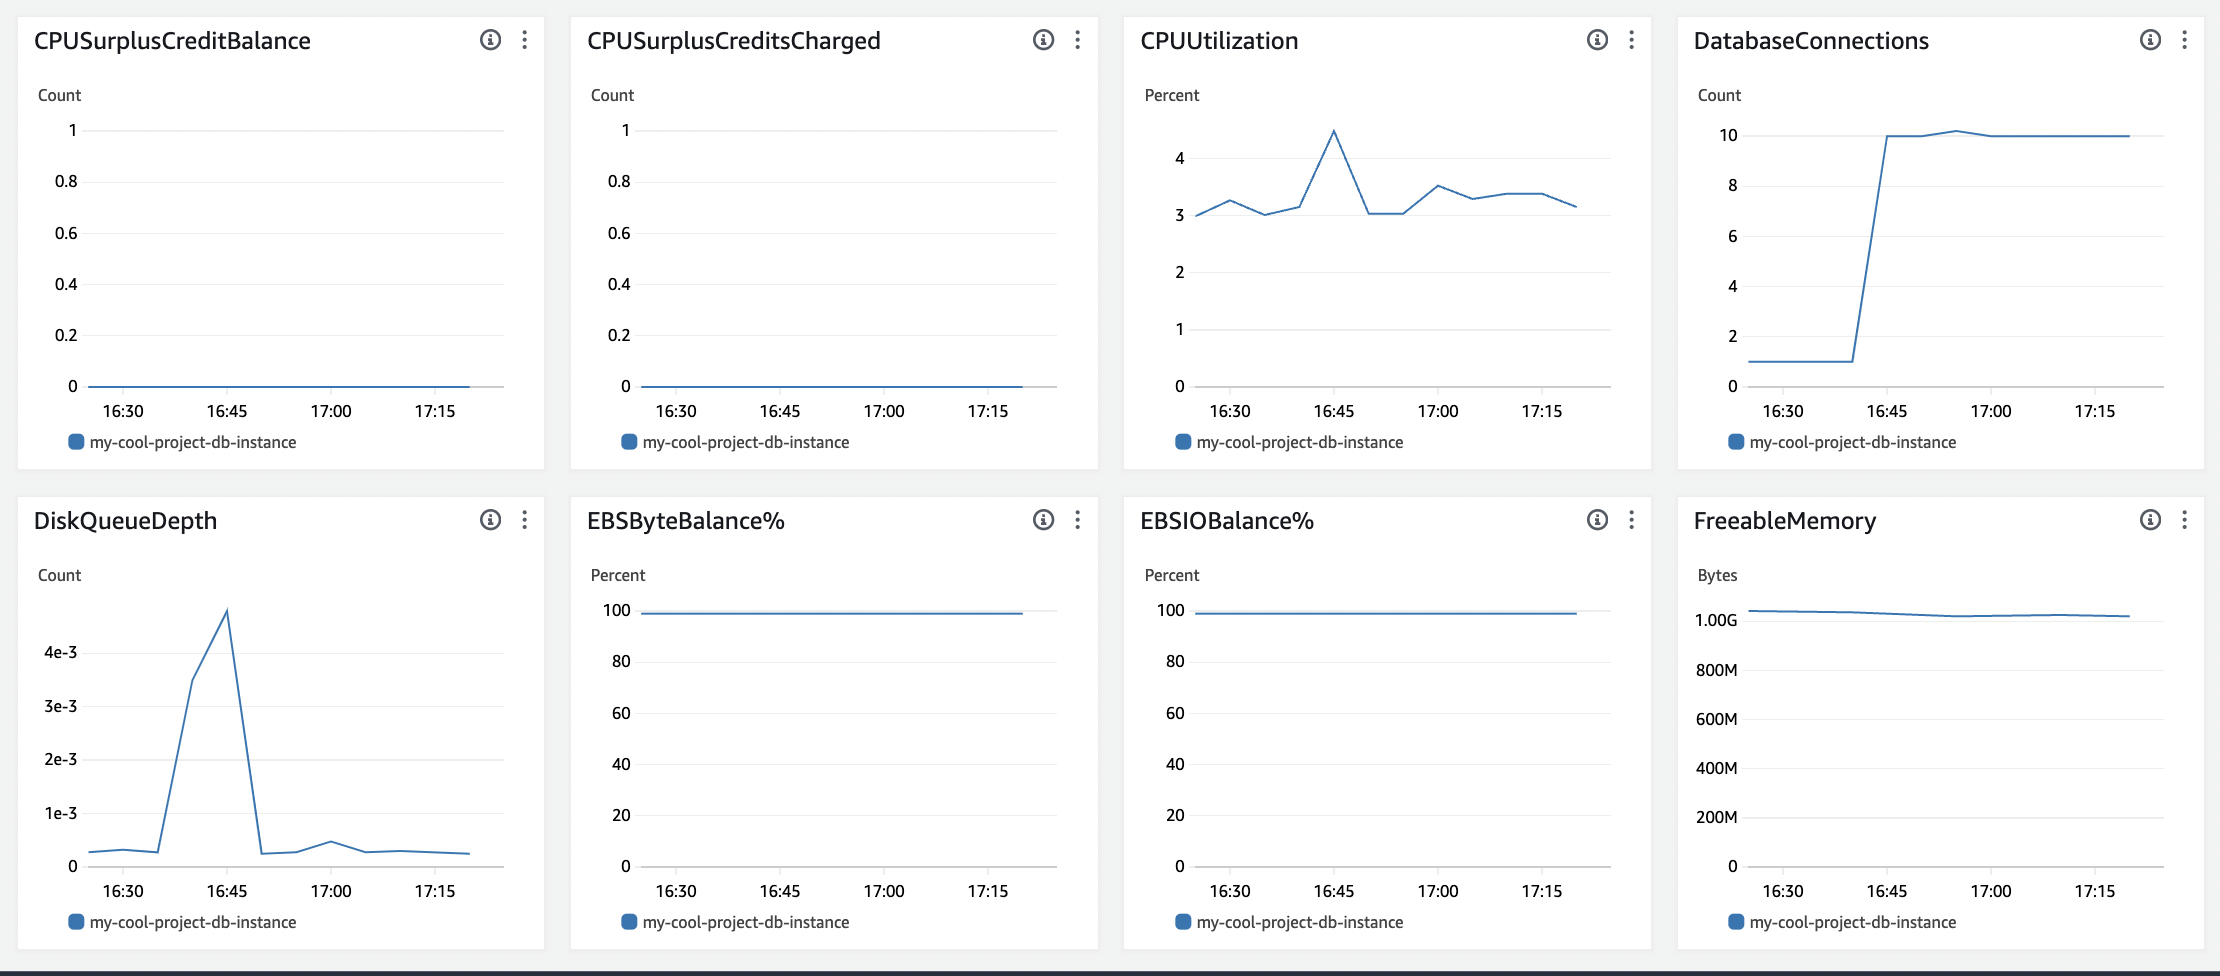 CPUSurplusCreditBalance
Count
1
0.8
0.6
0.4
0.2
0
16:30 16:45 17:00 17:15
my-cool-project-db-instance
CPUSurplusCreditsCharged
Count
1
0.8
0.6
0.4
0.2
0
16:30 16:45 17:00 17:15
my-cool-project-db-instance
CPUUtilization
Percent
4
3
2
1
0
16:30 16:45 17:00 17:15
my-cool-project-db-instance
DatabaseConnections
Count
10
8
6
4
2
0
16:30 16:45 17:00 17:15
my-cool-project-db-instance
DiskQueueDepth
Count
4e-3
3e-3
2e-3
1e-3
0
16:30 16:45 17:00 17:15
my-cool-project-db-instance
EBSByteBalance%
Percent
100
80
60
40
20
0
16:30 16:45 17:00 17:15
my-cool-project-db-instance
EBSIOBalance%
Percent
100
80
60
40
20
0
16:30 16:45 17:00 17:15
my-cool-project-db-instance
FreeableMemory
Bytes
1.00G
800M
600M
400M
200M
0
16:30 16:45 17:00 17:15
my-cool-project-db-instance